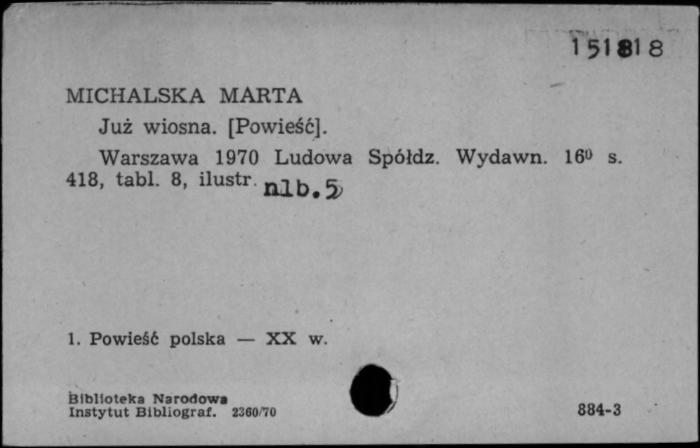 151818
MICHALSKA MARTA
Już wiosna. [Powieść].
Warszawa 1970 Ludowa Spółdz. Wydawn. 16⁰ s.
418, tabl. 8, ilustr. nlb. 5
1. Powieść polska — XX w.
Biblioteka Narodowa
Instytut Bibliograf. 2360/70
884-3